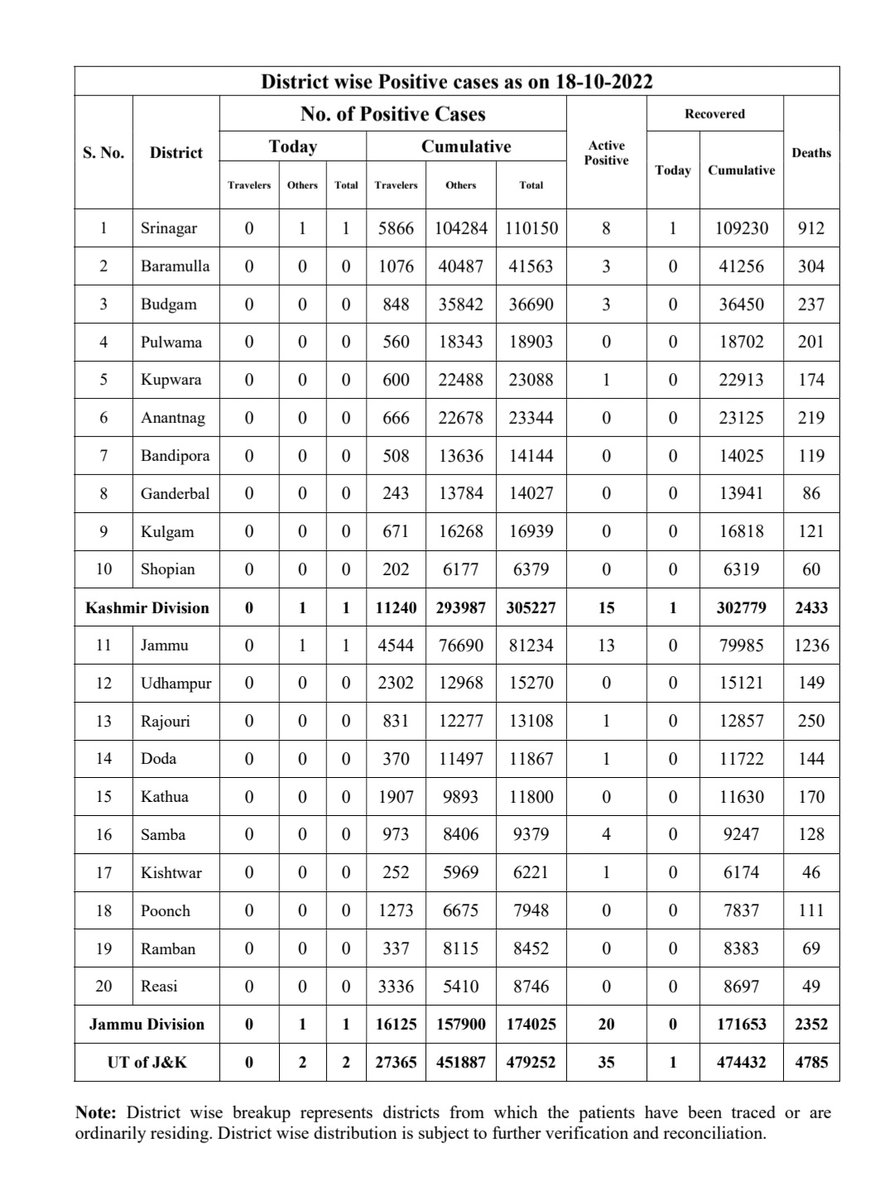 District wise Positive cases as on 18-10-2022
S. No. District No. of Positive Cases Active Positive Recovered Deaths
Today Cumulative Today Cumulative
Travelers Others Total Travelers Others Total
1 Srinagar 0 1 1 5866 104284 110150 8 1 109230 912
2 Baramulla 0 0 0 1076 40487 41563 3 0 41256 304
3 Budgam 0 0 0 848 35842 36690 3 0 36450 237
4 Pulwama 0 0 0 560 18343 18903 0 0 18702 201
5 Kupwara 0 0 0 600 22488 23088 1 0 22913 174
6 Anantnag 0 0 0 666 22678 23344 0 0 23125 219
7 Bandipora 0 0 0 508 13636 14144 0 0 14025 119
8 Ganderbal 0 0 0 243 13784 14027 0 0 13941 86
9 Kulgam 0 0 0 671 16268 16939 0 0 16818 121
10 Shopian 0 0 0 202 6177 6379 0 0 6319 60
Kashmir Division 0 1 1 11240 293987 305227 15 1 302779 2433
11 Jammu 0 1 1 4544 76690 81234 13 0 79985 1236
12 Udhampur 0 0 0 2302 12968 15270 0 0 15121 149
13 Rajouri 0 0 0 831 12277 13108 1 0 12857 250
14 Doda 0 0 0 370 11497 11867 1 0 11722 144
15 Kathua 0 0 0 1907 9893 11800 0 0 11630 170
16 Samba 0 0 0 973 8406 9379 4 0 9247 128
17 Kishtwar 0 0 0 252 5969 6221 1 0 6174 46
18 Poonch 0 0 0 1273 6675 7948 0 0 7837 111
19 Ramban 0 0 0 337 8115 8452 0 0 8383 69
20 Reasi 0 0 0 3336 5410 8746 0 0 8697 49
Jammu Division 0 1 1 16125 157900 174025 20 0 171653 2352
UT of J&K 0 2 2 27365 451887 479252 35 1 474432 4785
Note: District wise breakup represents districts from which the patients have been traced or are
ordinarily residing. District wise distribution is subject to further verification and reconciliation.